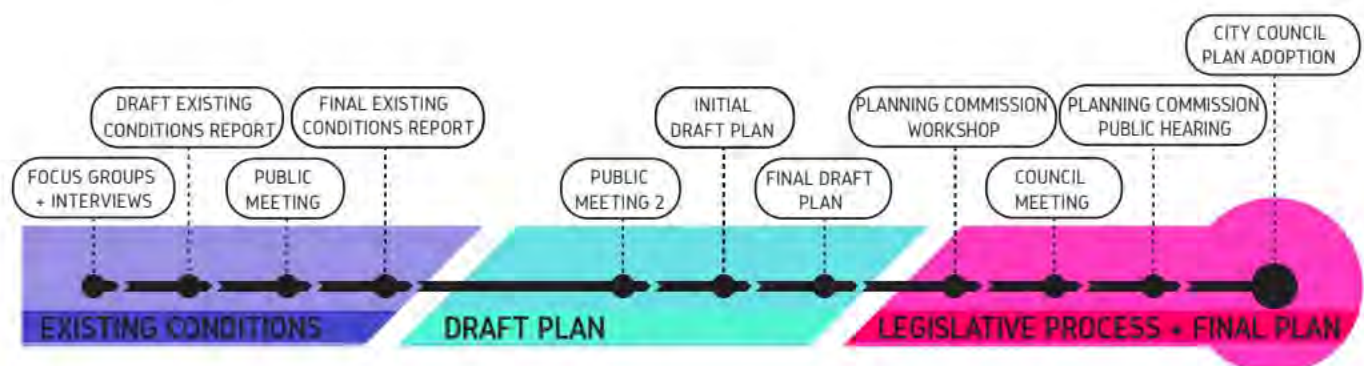 CITY COUNCIL
PLAN ADOPTION
DRAFT EXISTING
CONDITIONS REPORT
FINAL EXISTING
CONDITIONS REPORT
INITIAL
DRAFT PLAN
PLANNING COMMISSION
WORKSHOP
PLANNING COMMISSION
PUBLIC HEARING
FOCUS GROUPS
+ INTERVIEWS
PUBLIC
MEETING
PUBLIC
MEETING 2
FINAL DRAFT
PLAN
COUNCIL
MEETING
EXISTING CONDITIONS
DRAFT PLAN
LEGISLATIVE PROCESS + FINAL PLAN